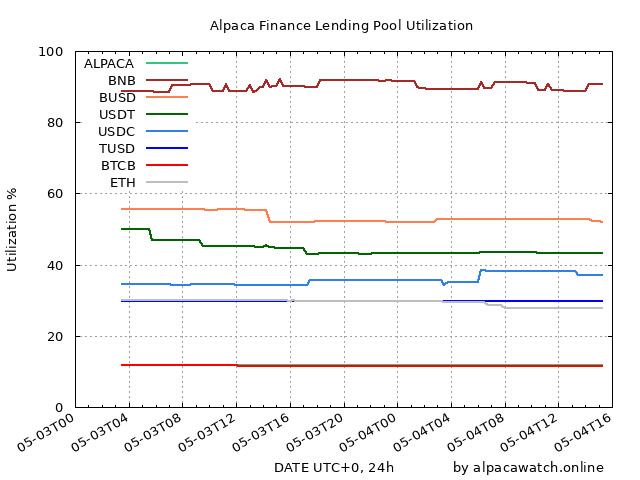 Alpaca Finance Lending Pool Utilization
100
80
60
40
20
0
Utilization %
ALPACA
BNB
BUSD
USDT
USDC
TUSD
BTCB
ETH
05-03T00
05-03T04
05-03T08
05-03T12
05-03T16
05-03T20
05-04T00
05-04T04
05-04T08
05-04T12
05-04T16
DATE UTC+0, 24h
by alpacawatch.online